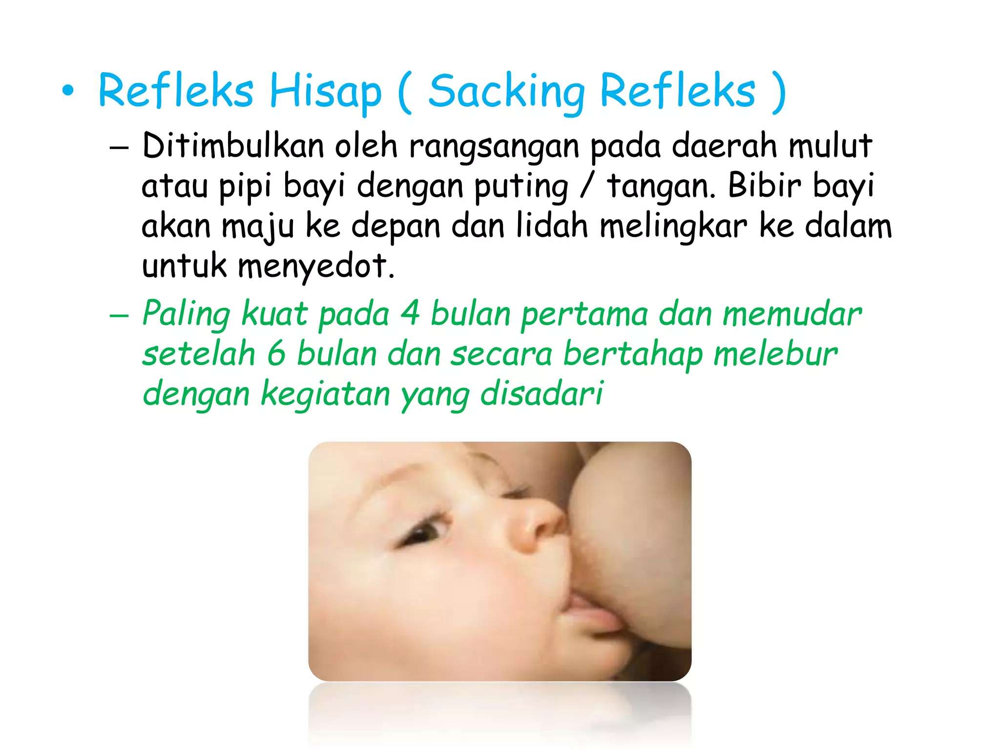 • Refleks Hisap ( Sacking Refleks )
– Ditimbulkan oleh rangsangan pada daerah mulut
atau pipi bayi dengan puting / tangan. Bibir bayi
akan maju ke depan dan lidah melingkar ke dalam
untuk menyedot.
– Paling kuat pada 4 bulan pertama dan memudar
setelah 6 bulan dan secara bertahap melebur
dengan kegiatan yang disadari